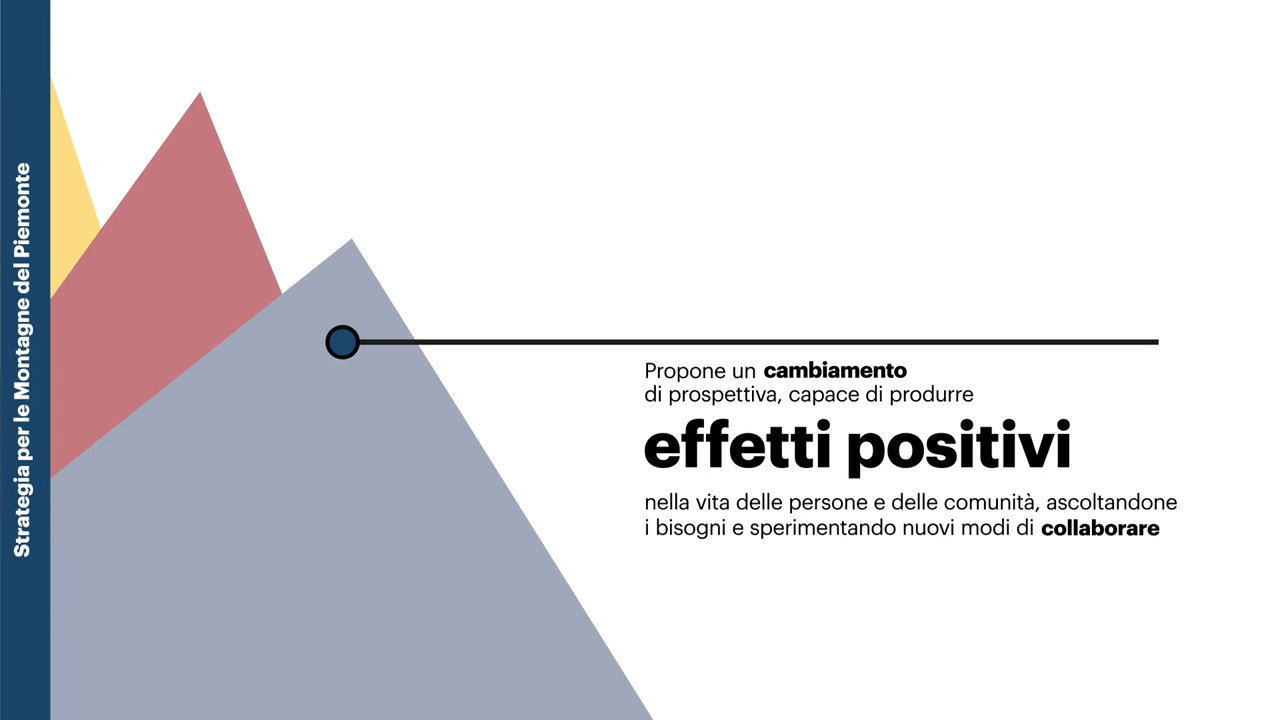 Strategia per le Montagne del Piemonte
Propone un cambiamento
di prospettiva, capace di produrre
effetti positivi
nella vita delle persone e delle comunità, ascoltandone
i bisogni e sperimentando nuovi modi di collaborare